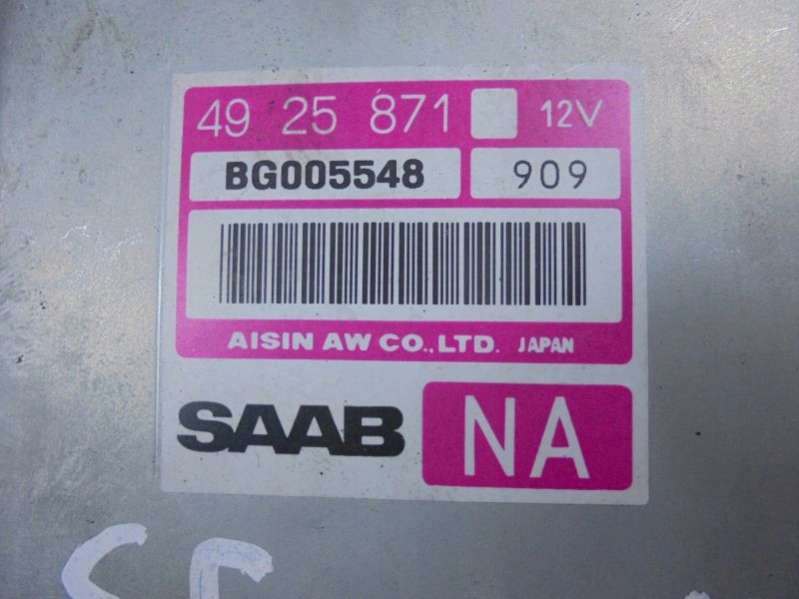 49 25 871 12V
BG005548 909
AISIN AW CO.,LTD. JAPAN
SAAB NA